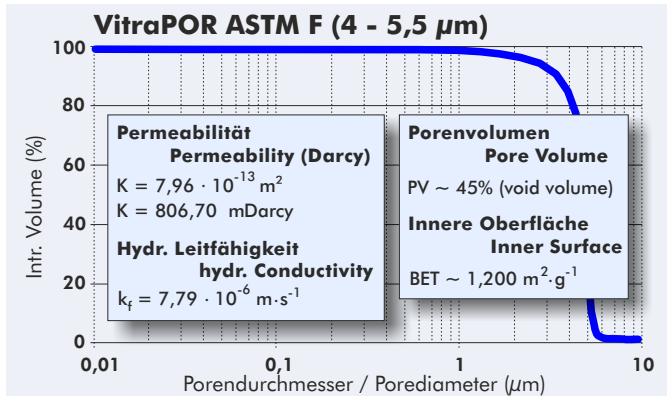 VitraPOR ASTM F (4 - 5,5 µm)
100
80
60
40
20
0
Intr. Volume (%)
Permeabilität
Permeability (Darcy)
K = 7,96 · 10⁻¹³ m²
K = 806,70 mDarcy
Hydr. Leitfähigkeit
hydr. Conductivity
k_f = 7,79 · 10⁻⁶ m·s⁻¹
Porenvolumen
Pore Volume
PV ~ 45% (void volume)
Innere Oberfläche
Inner Surface
BET ~ 1,200 m²·g⁻¹
0,01 0,1 1 10
Porendurchmesser / Porediameter (µm)